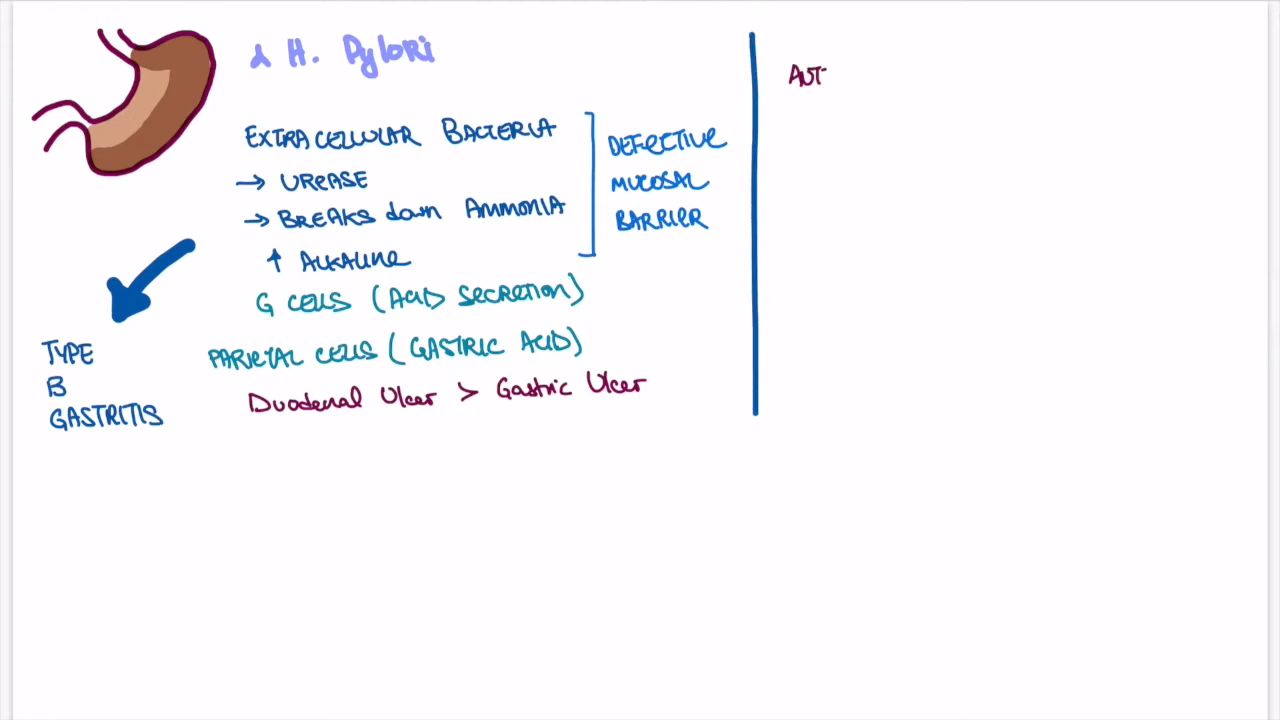 & H. Pylori
EXTRACELLULAR BACTERIA
→ UREASE
→ BREAKS down AMMONIA
↑ ALKALINE
DEFECTIVE
MUCOSAL
BARRIER
G CELLS (ACID SECRETION)
PARIETAL CELLS (GASTRIC ACID)
Duodenal Ulcer > Gastric Ulcer
TYPE
B
GASTRITIS
AUT